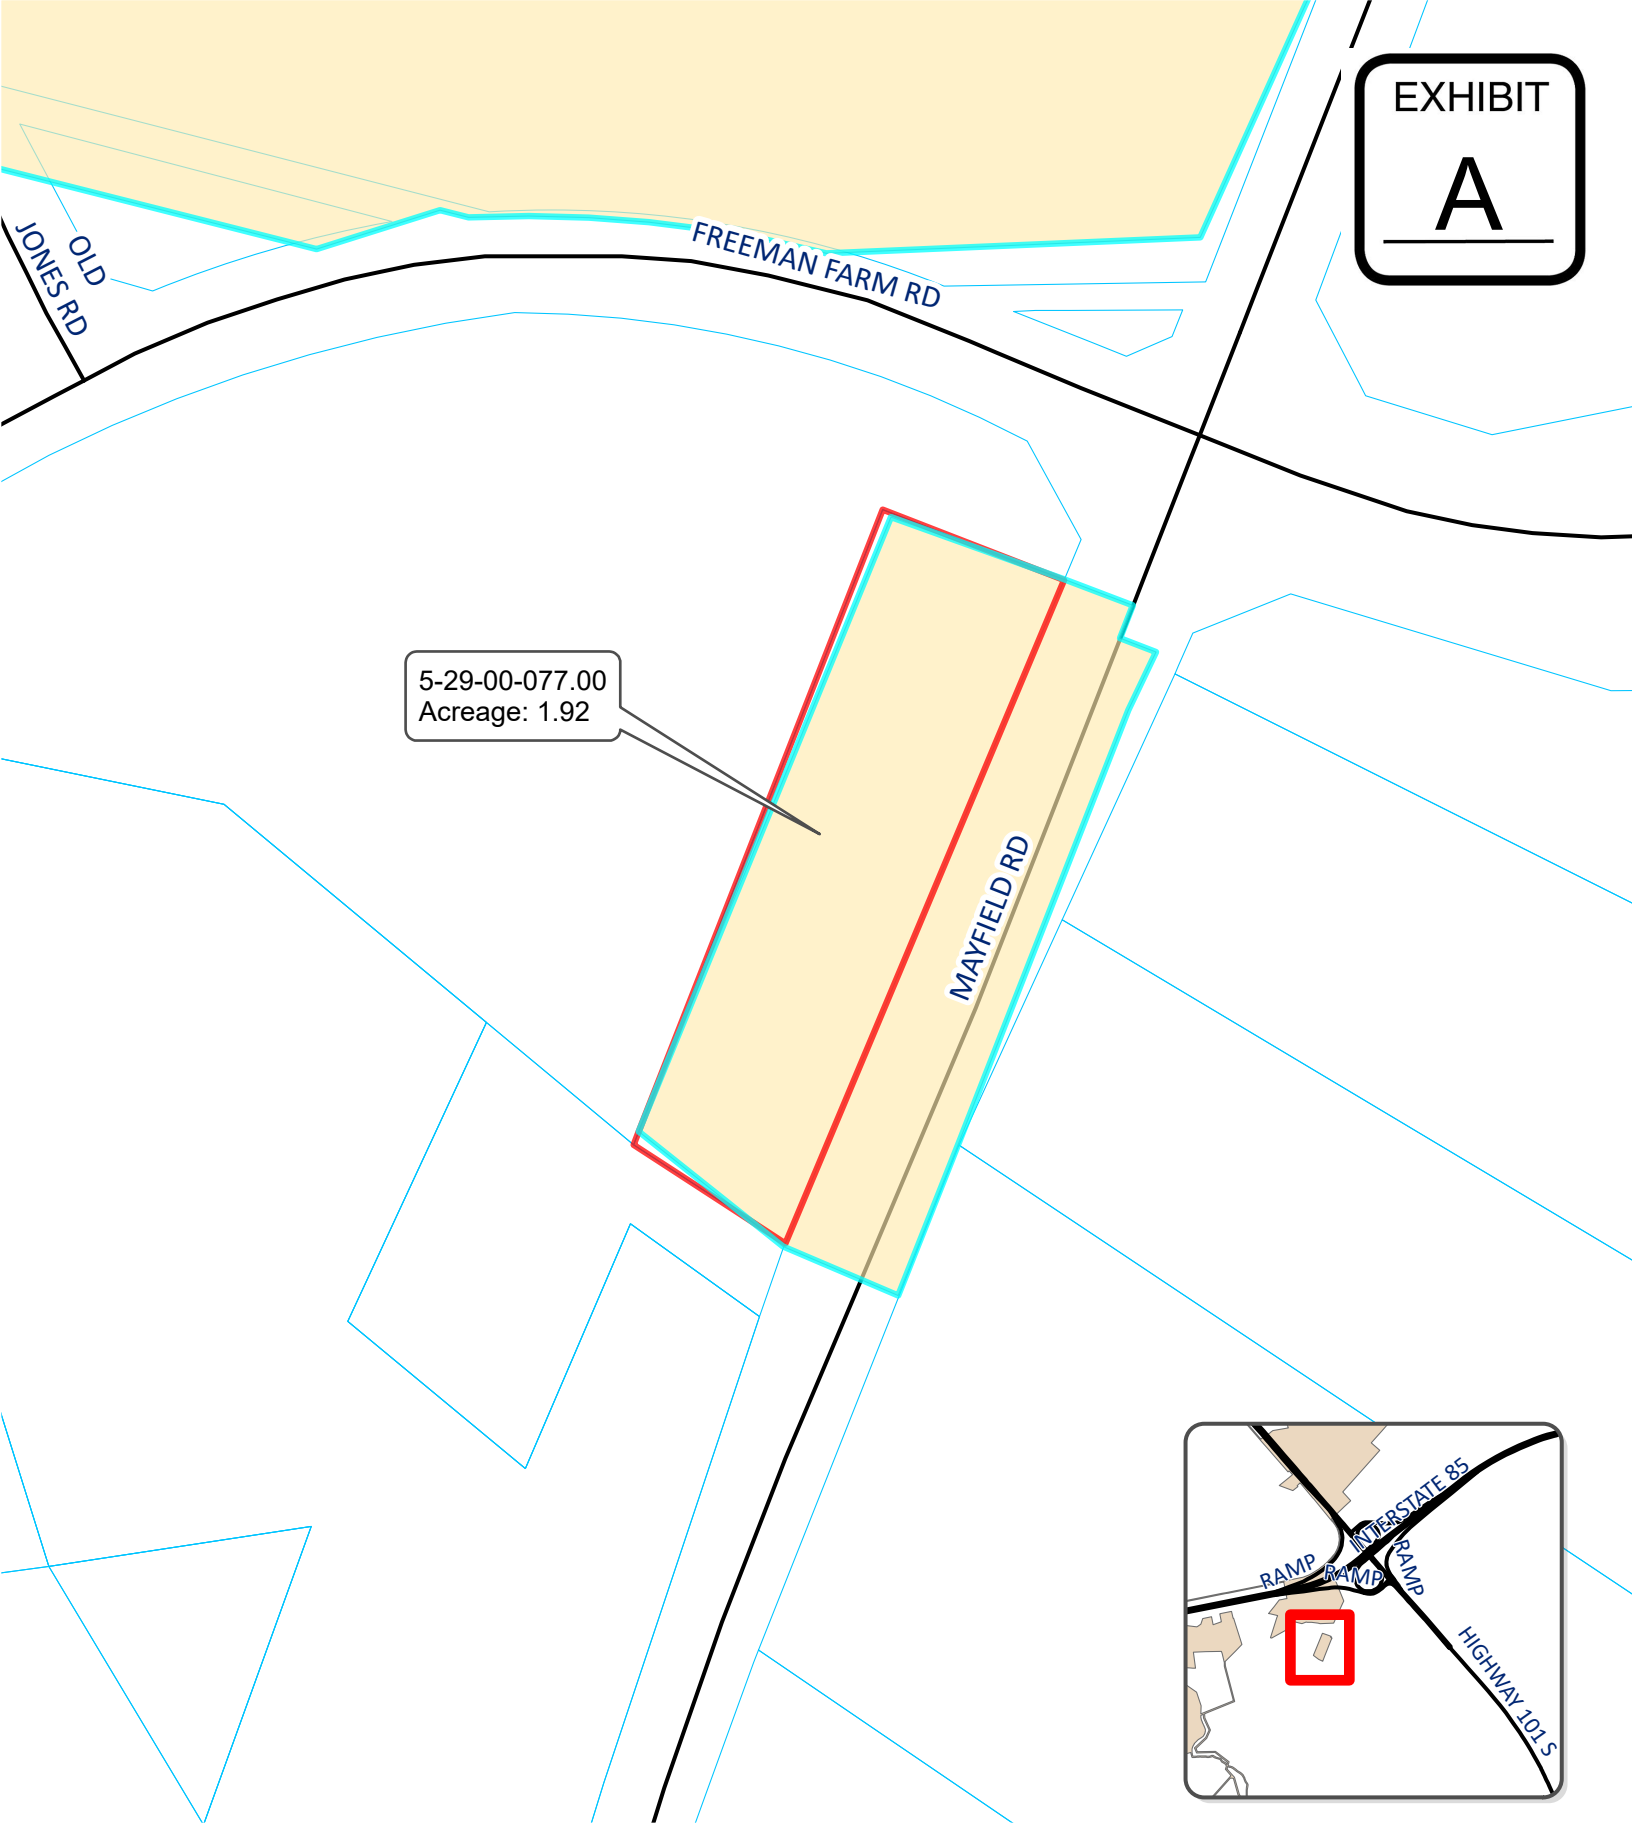 EXHIBIT
A
OLD
JONES RD
FREEMAN FARM RD
5-29-00-077.00
Acreage: 1.92
MAYFIELD RD
INTERSTATE 85
RAMP
RAMP
RAMP
HIGHWAY 101 S